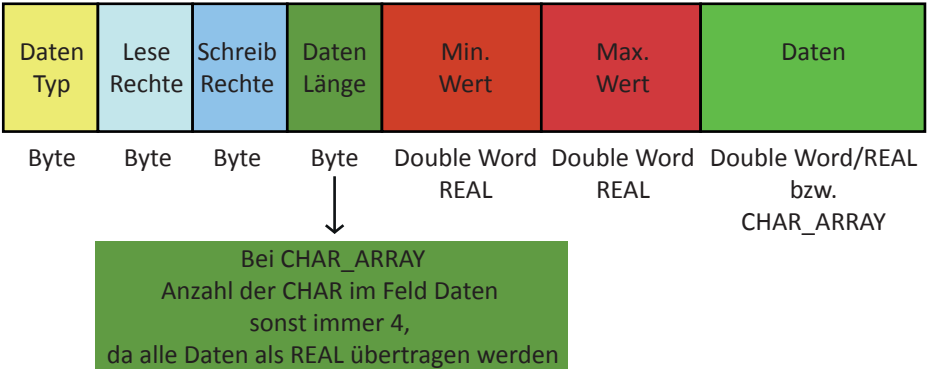 Daten Typ
Lese Rechte
Schreib Rechte
Daten Länge
Min. Wert
Max. Wert
Daten
Byte
Byte
Byte
Byte
Double Word REAL
Double Word REAL
Double Word/REAL
bzw.
CHAR_ARRAY
Bei CHAR_ARRAY
Anzahl der CHAR im Feld Daten
sonst immer 4,
da alle Daten als REAL übertragen werden